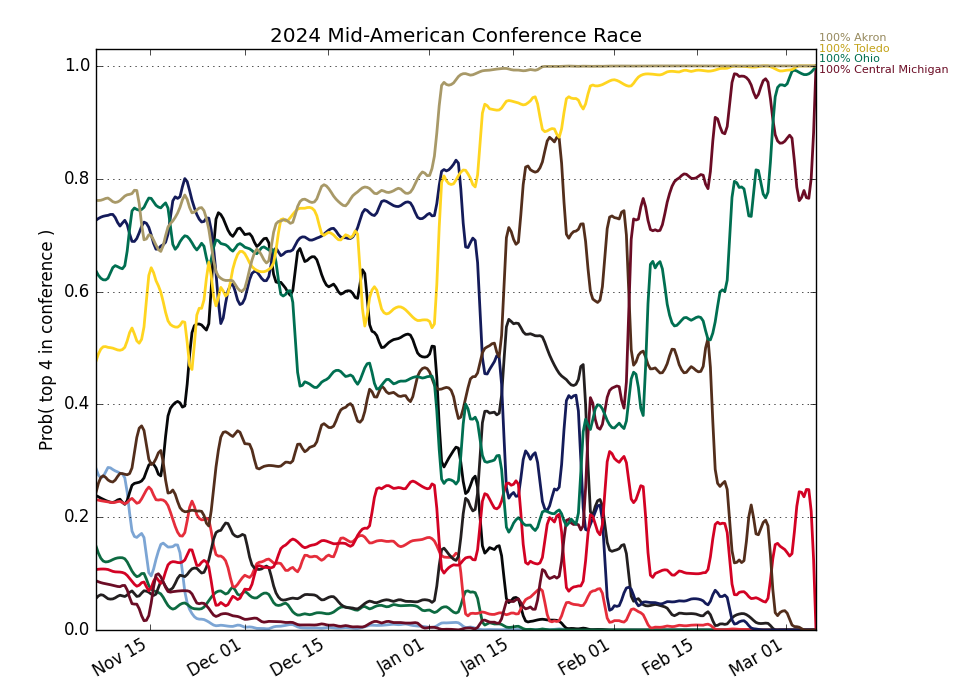 2024 Mid-American Conference Race
100% Akron
100% Toledo
100% Ohio
100% Central Michigan
Prob( top 4 in conference )
1.0
0.8
0.6
0.4
0.2
0.0
Nov 15
Dec 01
Dec 15
Jan 01
Jan 15
Feb 01
Feb 15
Mar 01